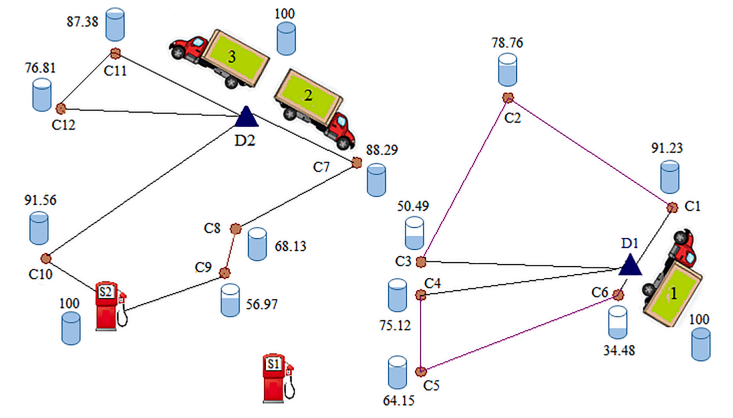 87.38
C11
76.81
C12
3
100
2
D2
C7
88.29
91.56
C10
C8
68.13
C9
56.97
S2
100
S1
78.76
C2
91.23
C1
50.49
C3
D1
C4
75.12
C6
1
100
34.48
C5
64.15